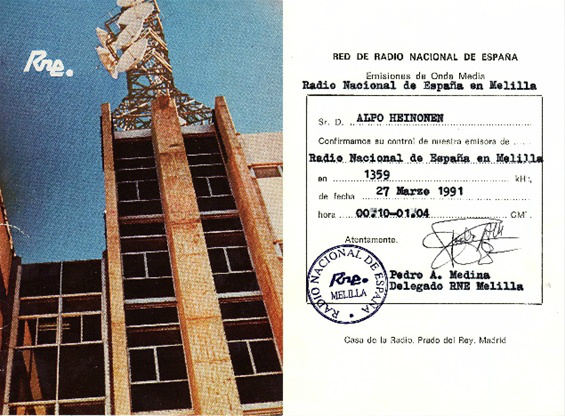 Rne.
RED DE RADIO NACIONAL DE ESPAÑA
Emisiones de Onda Media
Radio Nacional de España en Melilla
Sr. D. ALPO HEINONEN
Confirmamos su control de nuestra emisora de
Radio Nacional de España en Melilla
en 1359 kHz,
de fecha 27 Marzo 1991
hora 00.10-01.04 GMT.
Atentamente.
Pedro A. Medina
Delegado RNE Melilla
RADIO NACIONAL DE ESPAÑA
Rne.
MELILLA
Casa de la Radio. Prado del Rey. Madrid